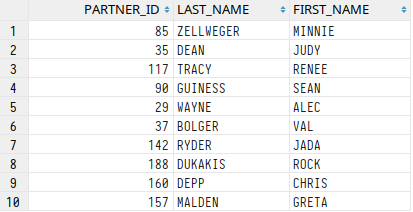 PARTNER_ID LAST_NAME FIRST_NAME
1 85 ZELLWEGER MINNIE
2 35 DEAN JUDY
3 117 TRACY RENEE
4 90 GUINESS SEAN
5 29 WAYNE ALEC
6 37 BOLGER VAL
7 142 RYDER JADA
8 188 DUKAKIS ROCK
9 160 DEPP CHRIS
10 157 MALDEN GRETA